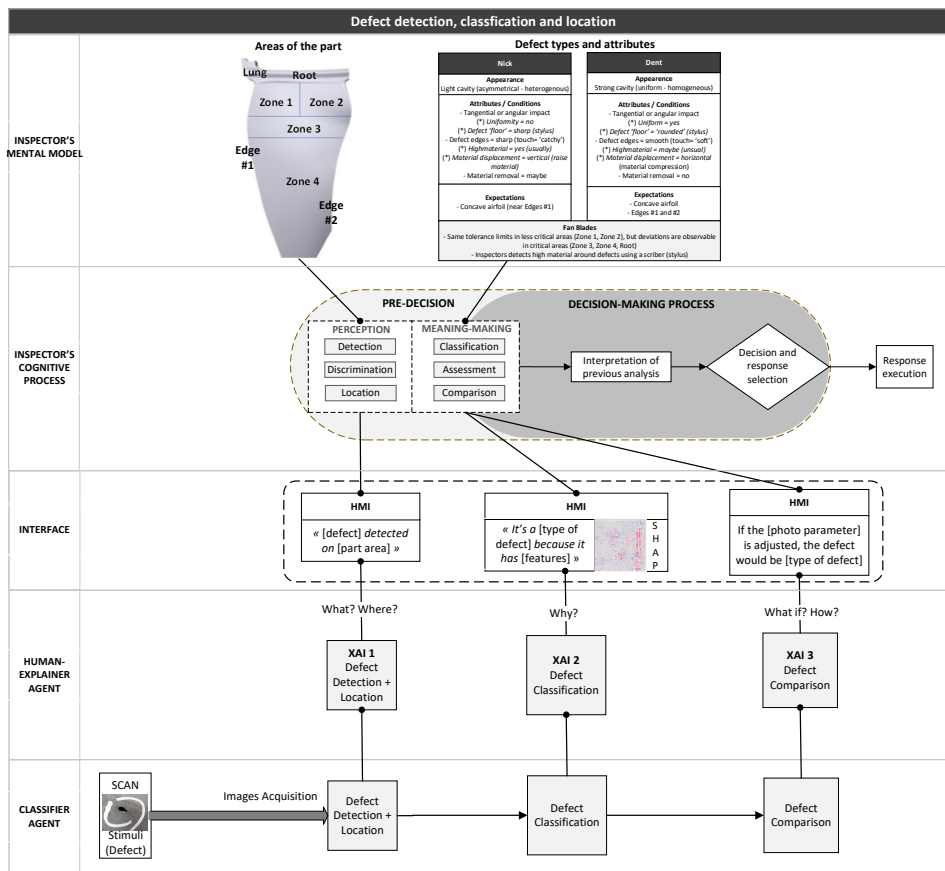 Defect detection, classfication and location
INSPECTOR'S
MENTAL MODEL
Areas of the part
Lung
Root
Zone 1
Zone 2
Zone 3
Edge
#1
Zone 4
Edge
#2
Defect types and attributes
Nick
Appearance
Light cavity (asymmetrical - heterogenous)
Attributes / Conditions
- Tangential or angular impact
(*) Uniformity = no
(*) Defect 'floor' = sharp (stylus)
- Defect edges = sharp (touch= 'catchy')
(*) Highmaterial = yes (usually)
(*) Material displacement = vertical (raise
material)
- Material removal = maybe
Expectations
- Concave airfoil (near Edges #1)
Dent
Appearence
Strong cavity (uniform - homogeneous)
Attributes / Conditions
- Tangential or angular impact
(*) Uniform = yes
(*) Defect 'floor' = 'rounded' (stylus)
- Defect edges = smooth (touch= 'soft')
(*) Highmaterial = maybe (unsual)
(*) Material displacement = horizontal
(material compression)
- Material removal = no
Expectations
- Concave airfoil
- Edges #1 and #2
Fan Blades
- Same tolerance limits in less critical areas (Zone 1, Zone 2), but deviations are observable
in critical areas (Zone 3, Zone 4, Root)
- Inspectors detects high material around defects using a scriber (stylus)
INSPECTOR'S
COGNITIVE
PROCESS
PRE-DECISION
DECISION-MAKING PROCESS
PERCEPTION
Detection
Discrimination
Location
MEANING-MAKING
Classification
Assessment
Comparison
Interpretation of
previous analysis
Decision and
response
selection
Response
execution
INTERFACE
HMI
« [defect] detected
on [part area] »
HMI
« It's a [type of
defect] because it
has [features] »
S
H
A
P
HMI
If the [photo parameter]
is adjusted, the defect
would be [type of defect]
What? Where?
Why?
What if? How?
HUMAN-
EXPLAINER
AGENT
XAI 1
Defect
Detection +
Location
XAI 2
Defect
Classification
XAI 3
Defect
Comparison
CLASSIFIER
AGENT
SCAN
Stimuli
(Defect)
Images Acquisition
Defect
Detection +
Location
Defect
Classification
Defect
Comparison